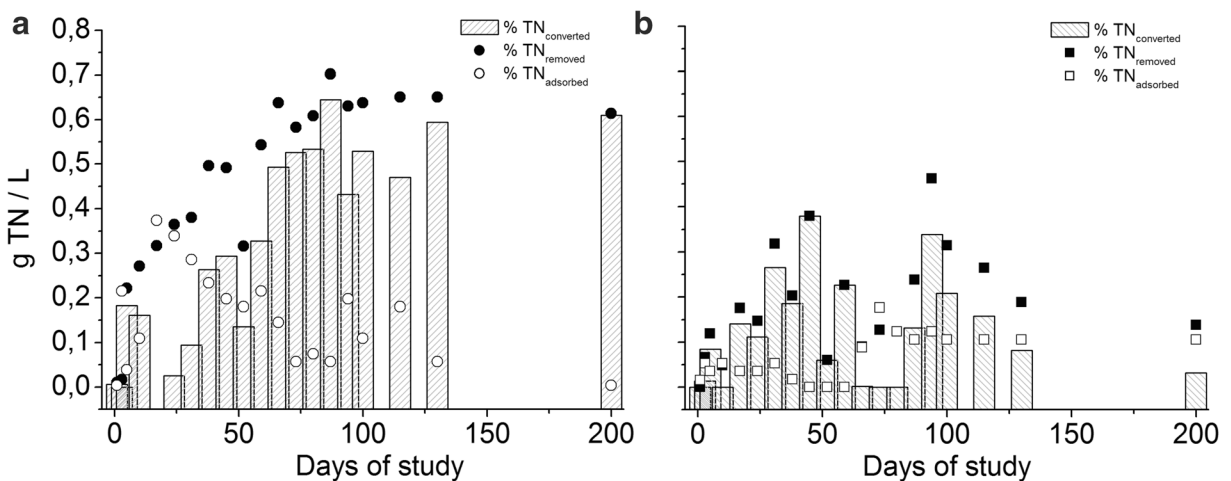 a
g TN / L
0,8
0,7
0,6
0,5
0,4
0,3
0,2
0,1
0,0
% TNconverted
% TNremoved
% TNadsorbed
0 50 100 150 200
Days of study
b
% TNconverted
% TNremoved
% TNadsorbed
0 50 100 150 200
Days of study